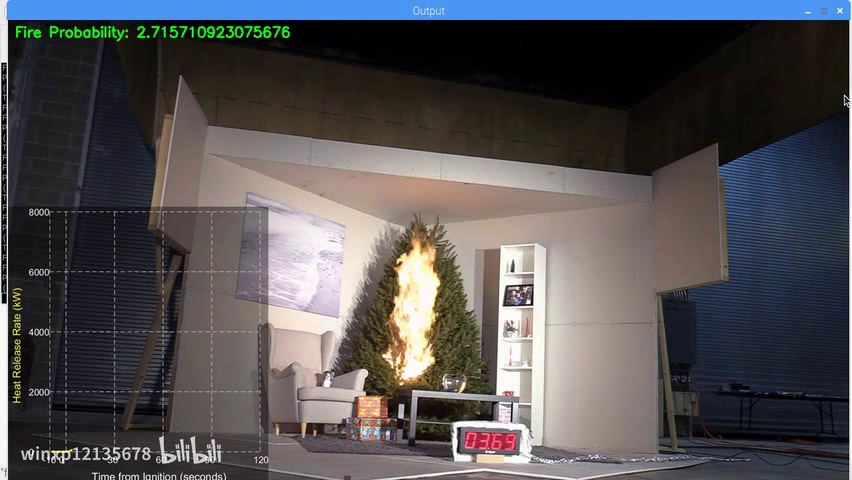 Output
Fire Probability: 2.715710923075676
8000
6000
4000
2000
Heat Release Rate (kW)
0369
winxp12135678 bilibili
120
Time from Ignition (seconds)